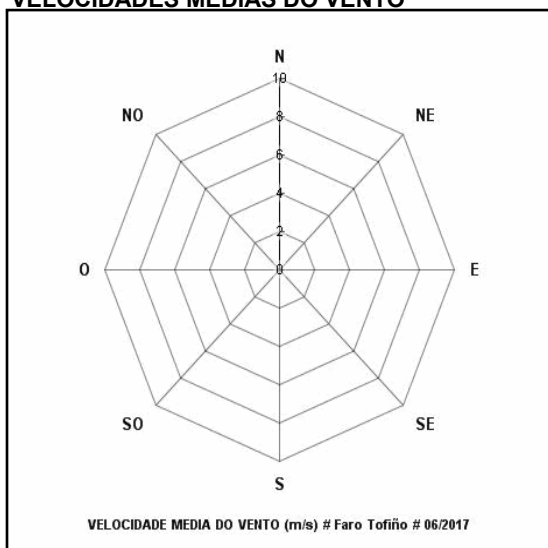 VELOCIDADES MEDIAS DO VENTO
N
10
NO
NE
8
6
4
2
O
0
E
SO
SE
S
VELOCIDADE MEDIA DO VENTO (m/s) # Faro Tofiño # 06/2017